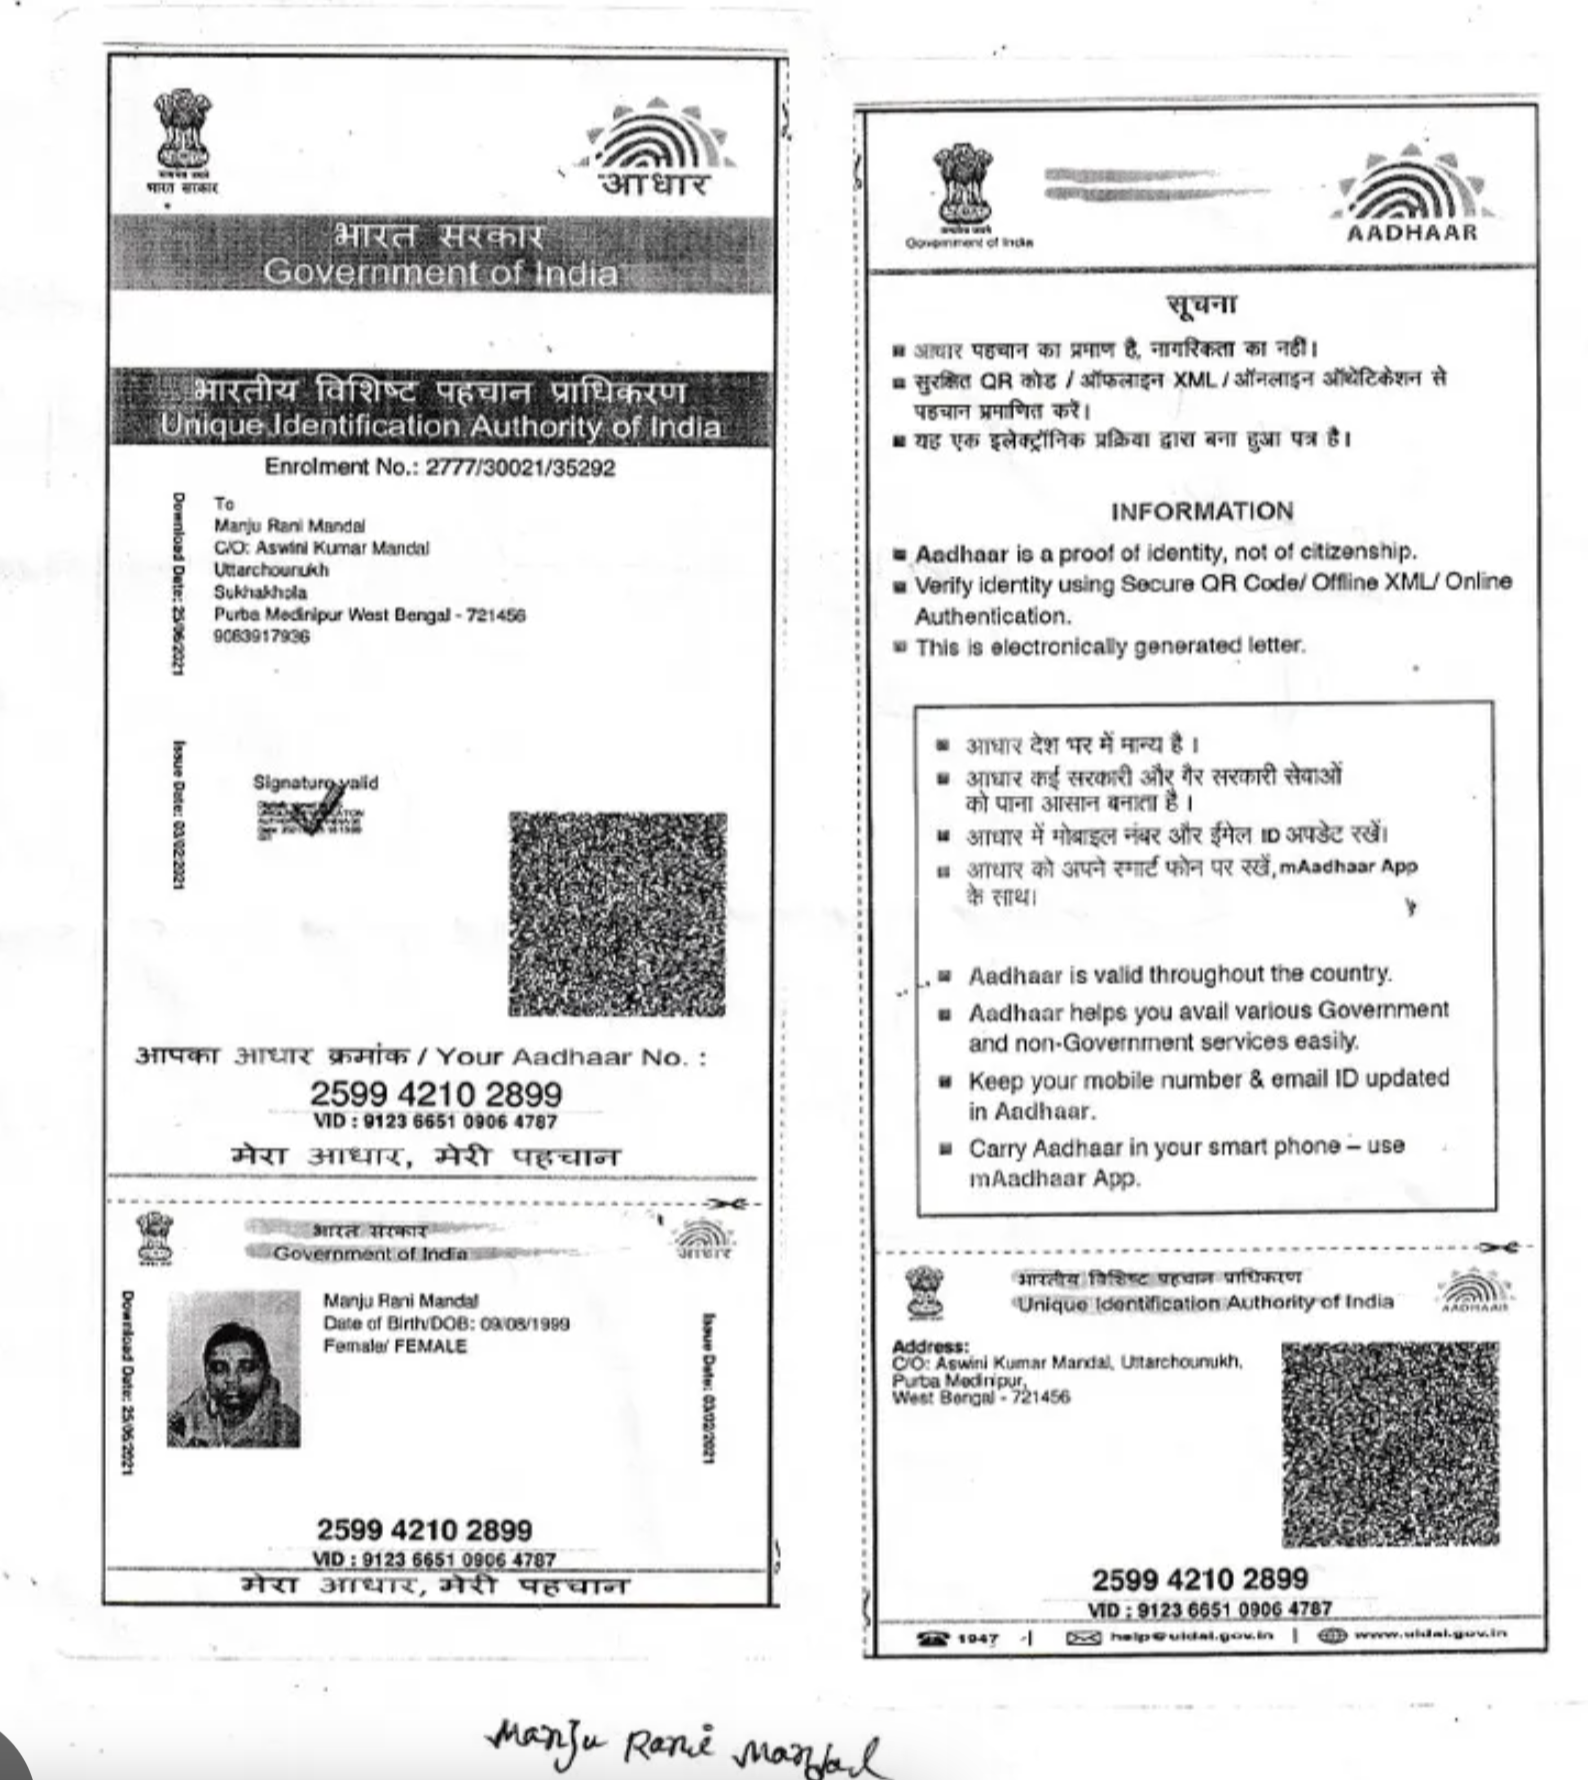 भारत सरकार
आधार
भारत सरकार
Government of India
भारतीय विशिष्ट पहचान प्राधिकरण
Unique Identification Authority of India
Enrolment No.: 2777/30021/35292
Download Date: 25/06/2021
To
Manju Rani Mandal
C/O: Aswini Kumar Mandal
Uttarchounukh
Sukhakhola
Purba Medinipur West Bengal - 721456
9083917936
Issue Date: 03/02/2021
Signature valid
आपका आधार क्रमांक / Your Aadhaar No. :
2599 4210 2899
VID : 9123 6651 0906 4787
मेरा आधार, मेरी पहचान
भारत सरकार
Government of India
आधार
Download Date: 25/06/2021
Manju Rani Mandal
Date of Birth/DOB: 09/08/1999
Female/ FEMALE
Issue Date: 03/02/2021
2599 4210 2899
VID : 9123 6651 0906 4787
मेरा आधार, मेरी पहचान
Government of India
AADHAAR
सूचना
आधार पहचान का प्रमाण है, नागरिकता का नहीं।
सुरक्षित QR कोड / ऑफलाइन XML / ऑनलाइन ऑथेंटिकेशन से
पहचान प्रमाणित करें।
यह एक इलेक्ट्रॉनिक प्रक्रिया द्वारा बना हुआ पत्र है।
INFORMATION
Aadhaar is a proof of identity, not of citizenship.
Verify identity using Secure QR Code/ Offline XML/ Online
Authentication.
This is electronically generated letter.
आधार देश भर में मान्य है ।
आधार कई सरकारी और गैर सरकारी सेवाओं
को पाना आसान बनाता है ।
आधार में मोबाइल नंबर और ईमेल ID अपडेट रखें।
आधार को अपने स्मार्ट फोन पर रखें, mAadhaar App
के साथ।
Aadhaar is valid throughout the country.
Aadhaar helps you avail various Government
and non-Government services easily.
Keep your mobile number & email ID updated
in Aadhaar.
Carry Aadhaar in your smart phone – use
mAadhaar App.
भारतीय विशिष्ट पहचान प्राधिकरण
Unique Identification Authority of India
AADHAAR
Address:
C/O: Aswini Kumar Mandal, Uttarchounukh,
Purba Medinipur,
West Bengal - 721456
2599 4210 2899
VID : 9123 6651 0906 4787
1947 | help@uidai.gov.in | www.uidai.gov.in
Manju Rani Mandal